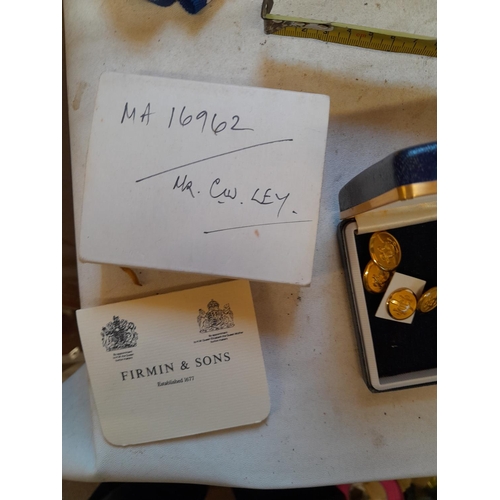 MA 16962
MR. C.W. LEY.
FIRMIN & SONS
Established 1677